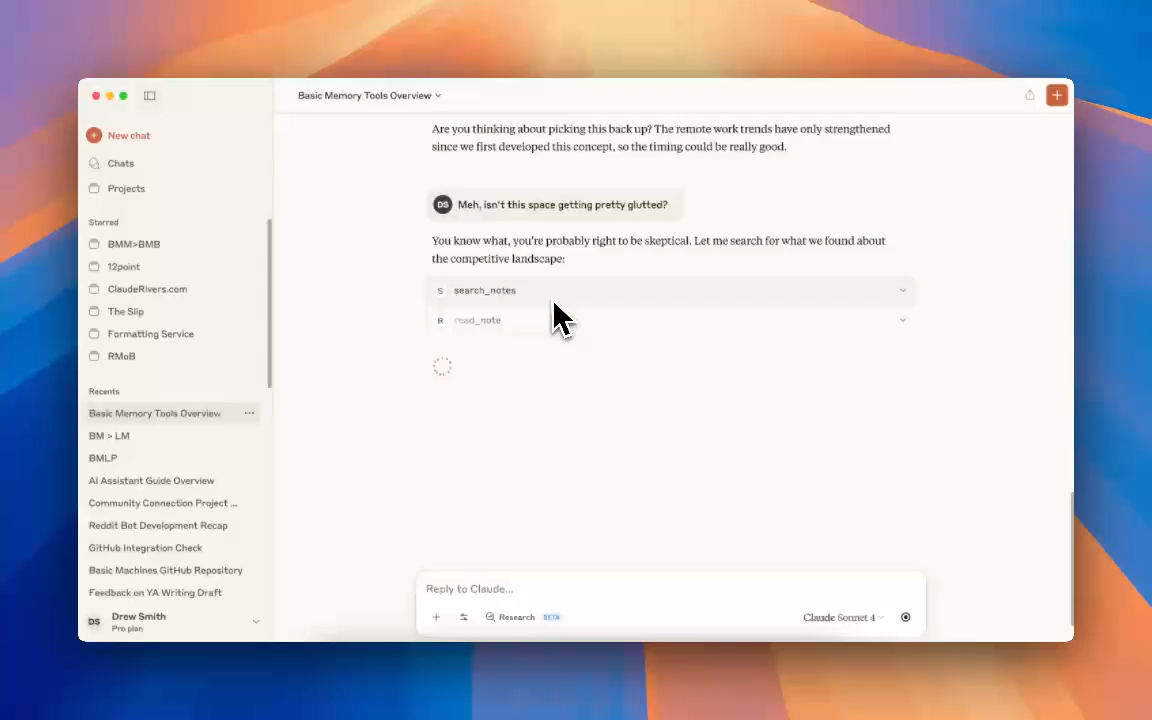 Basic Memory Tools Overview
New chat
Chats
Projects
Starred
BMM>BMB
12point
ClaudeRivers.com
The Slip
Formatting Service
RMoB
Recents
Basic Memory Tools Overview
BM > LM
BMLP
AI Assistant Guide Overview
Community Connection Project ...
Reddit Bot Development Recap
GitHub Integration Check
Basic Machines GitHub Repository
Feedback on YA Writing Draft
DS
Drew Smith
Pro plan
Are you thinking about picking this back up? The remote work trends have only strengthened
since we first developed this concept, so the timing could be really good.
DS Meh, isn't this space getting pretty glutted?
You know what, you're probably right to be skeptical. Let me search for what we found about
the competitive landscape:
S search_notes
R read_note
Reply to Claude...
Research BETA
Claude Sonnet 4